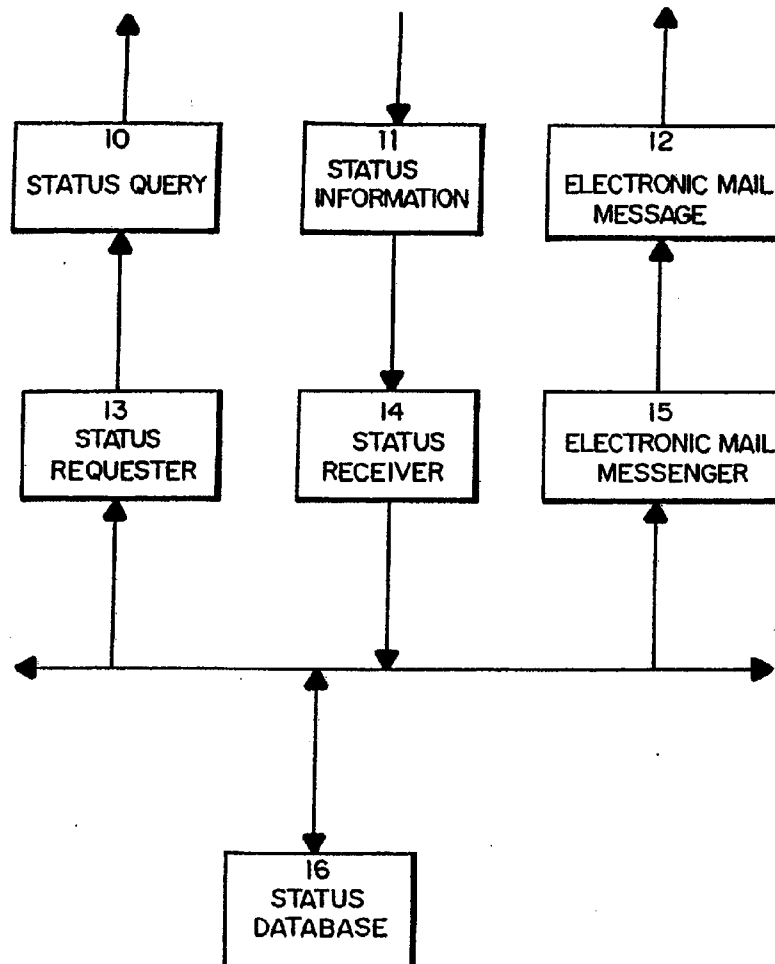 10
STATUS QUERY
11
STATUS
INFORMATION
12
ELECTRONIC MAIL
MESSAGE
13
STATUS
REQUESTER
14
STATUS
RECEIVER
15
ELECTRONIC MAIL
MESSENGER
16
STATUS
DATABASE